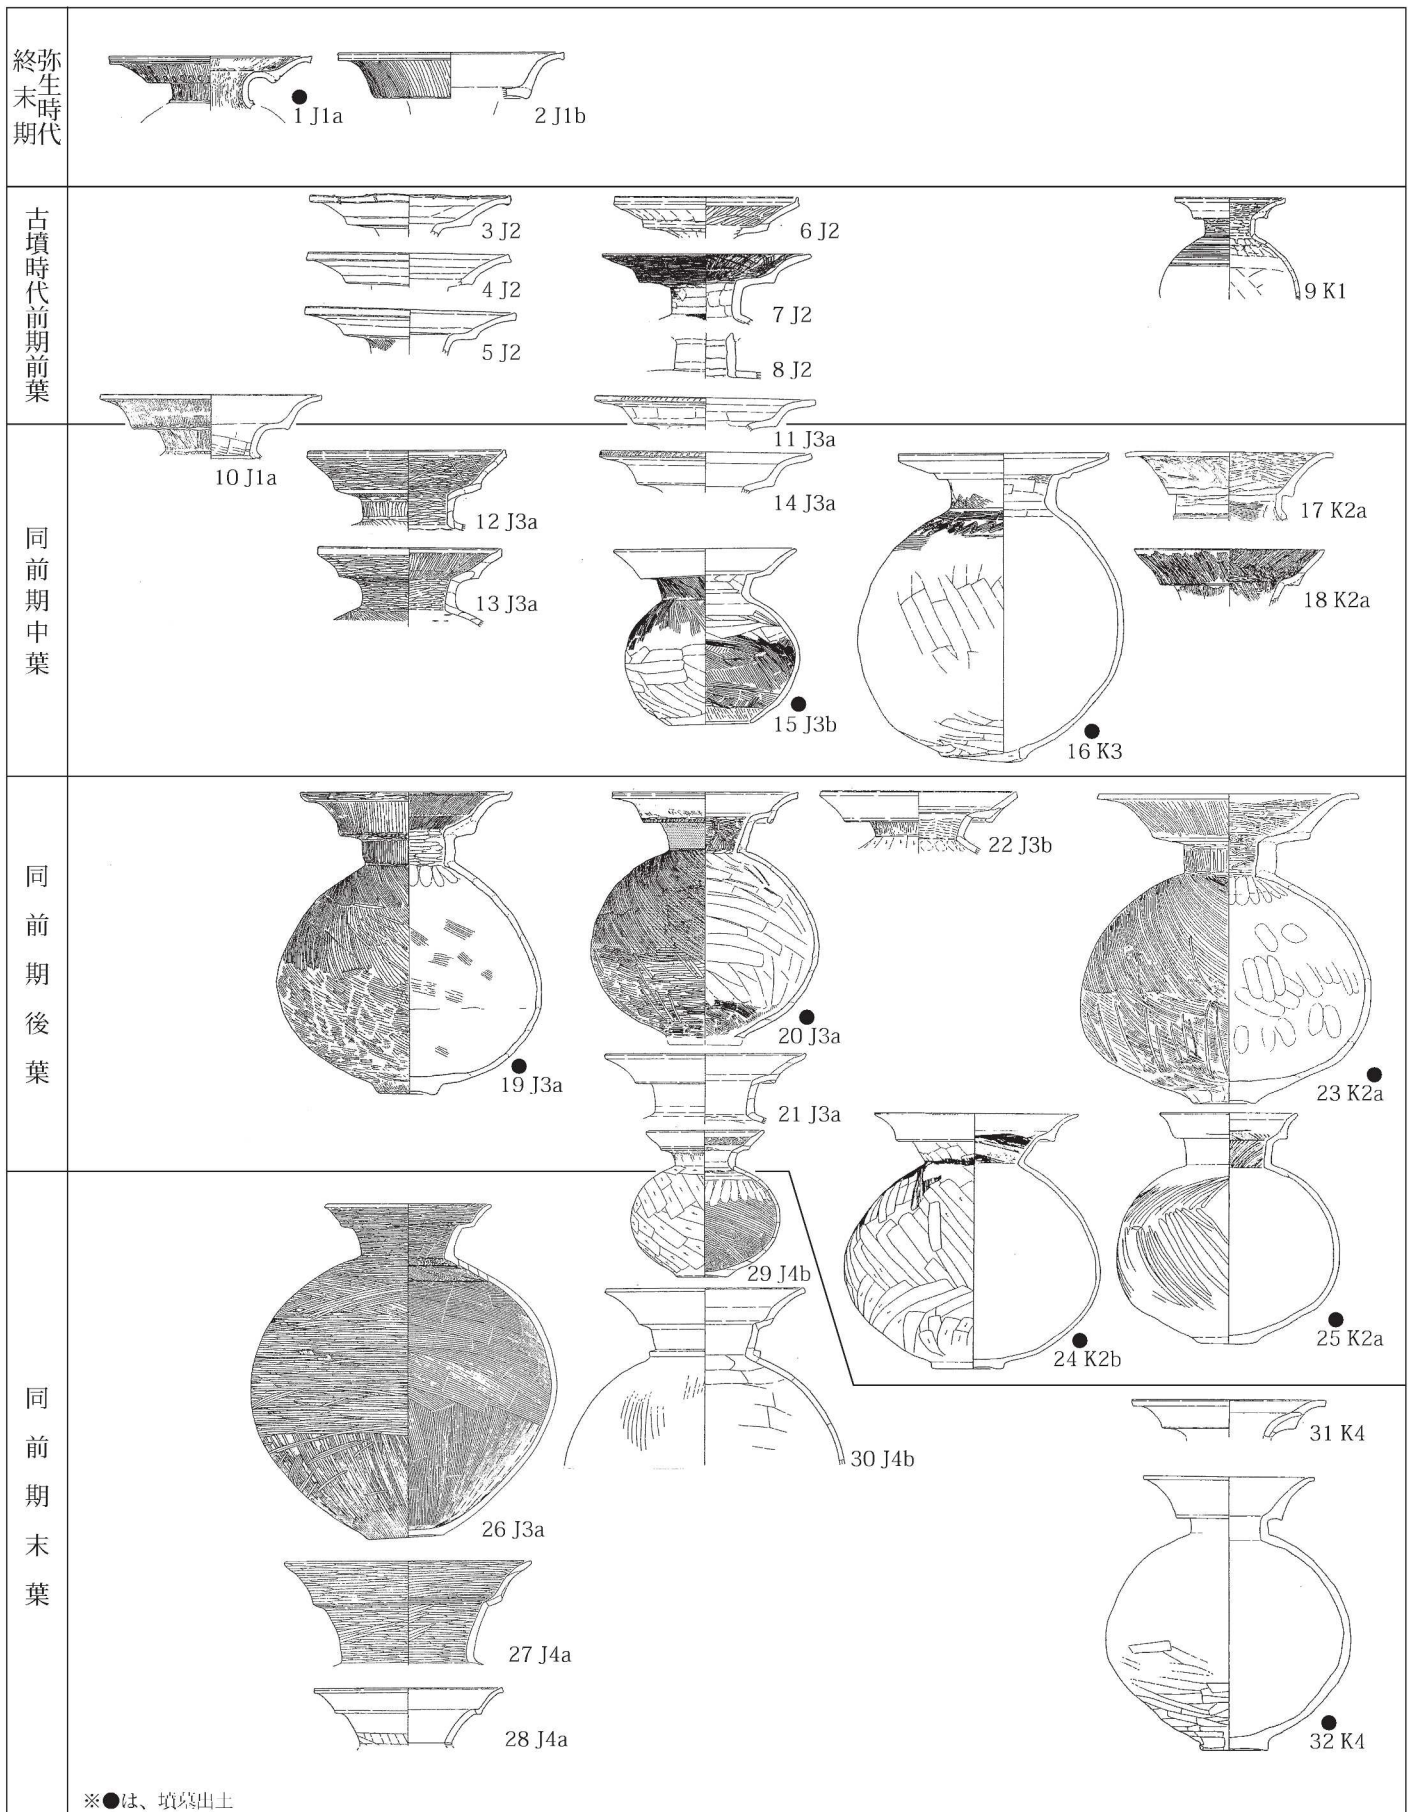 弥生時代
終末期
1 J1a
2 J1b
古墳時代前期前葉
3 J2
6 J2
4 J2
9 K1
7 J2
5 J2
8 J2
10 J1a
11 J3a
同前期中葉
12 J3a
14 J3a
17 K2a
13 J3a
18 K2a
15 J3b
16 K3
同前期後葉
22 J3b
19 J3a
20 J3a
23 K2a
21 J3a
29 J4b
24 K2b
25 K2a
同前期末葉
30 J4b
31 K4
26 J3a
27 J4a
28 J4a
32 K4
※●は、墳墓出土